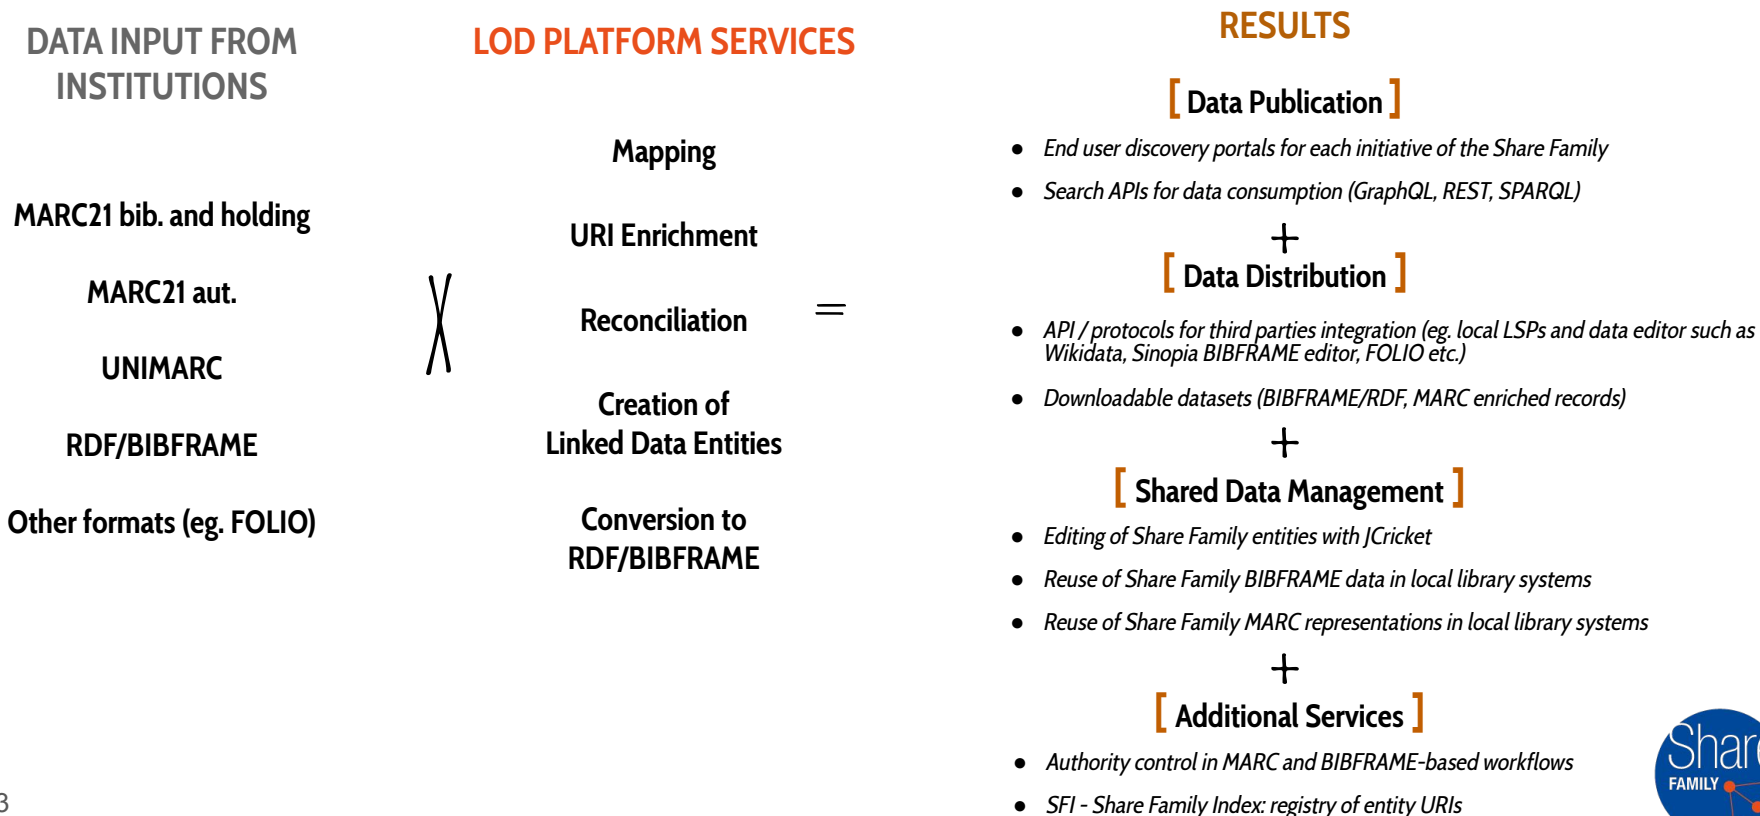 DATA INPUT FROM
INSTITUTIONS
MARC21 bib. and holding
MARC21 aut.
UNIMARC
RDF/BIBFRAME
Other formats (eg. FOLIO)
X
LOD PLATFORM SERVICES
Mapping
URI Enrichment
Reconciliation
Creation of
Linked Data Entities
Conversion to
RDF/BIBFRAME
=
RESULTS
[ Data Publication ]
● End user discovery portals for each initiative of the Share Family
● Search APIs for data consumption (GraphQL, REST, SPARQL)
+
[ Data Distribution ]
● API / protocols for third parties integration (eg. local LSPs and data editor such as
Wikidata, Sinopia BIBFRAME editor, FOLIO etc.)
● Downloadable datasets (BIBFRAME/RDF, MARC enriched records)
+
[ Shared Data Management ]
● Editing of Share Family entities with JCricket
● Reuse of Share Family BIBFRAME data in local library systems
● Reuse of Share Family MARC representations in local library systems
+
[ Additional Services ]
● Authority control in MARC and BIBFRAME-based workflows
● SFI - Share Family Index: registry of entity URIs
Share
FAMILY
3